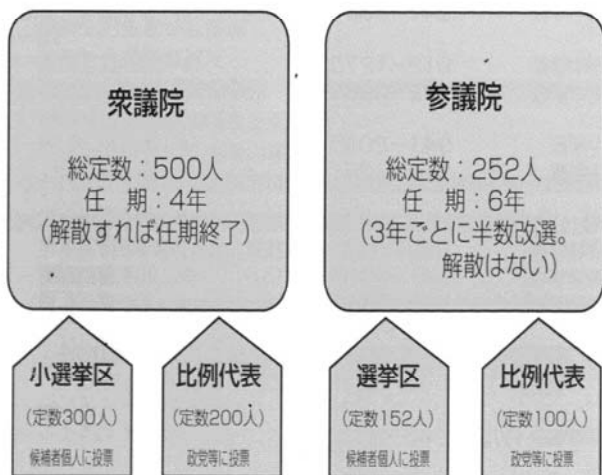 衆議院
総定数：500人
任　期：4年
(解散すれば任期終了)
参議院
総定数：252人
任　期：6年
(3年ごとに半数改選。
解散はない)
小選挙区
(定数300人)
候補者個人に投票
比例代表
(定数200人)
政党等に投票
選挙区
(定数152人)
候補者個人に投票
比例代表
(定数100人)
政党等に投票